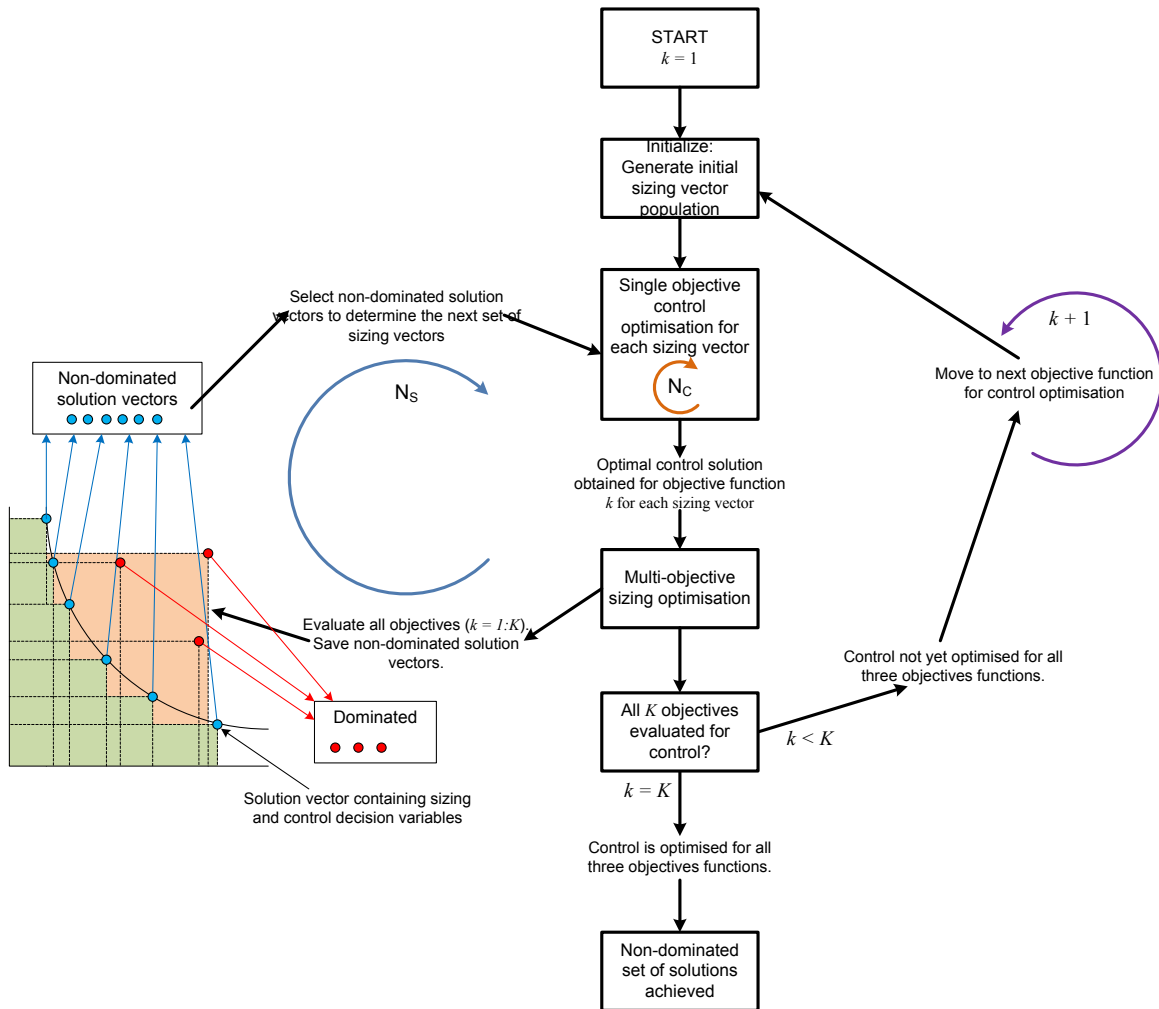 START
k = 1
Initialize:
Generate initial
sizing vector
population
Single objective
control
optimisation for
each sizing vector
N_C
Select non-dominated solution
vectors to determine the next set of
sizing vectors
N_S
k + 1
Move to next objective function
for control optimisation
Non-dominated
solution vectors
Optimal control solution
obtained for objective function
k for each sizing vector
Multi-objective
sizing optimisation
Evaluate all objectives (k = 1:K).
Save non-dominated solution
vectors.
Control not yet optimised for all
three objectives functions.
Dominated
All K objectives
evaluated for
control?
k < K
k = K
Solution vector containing sizing
and control decision variables
Control is optimised for all
three objectives functions.
Non-dominated
set of solutions
achieved